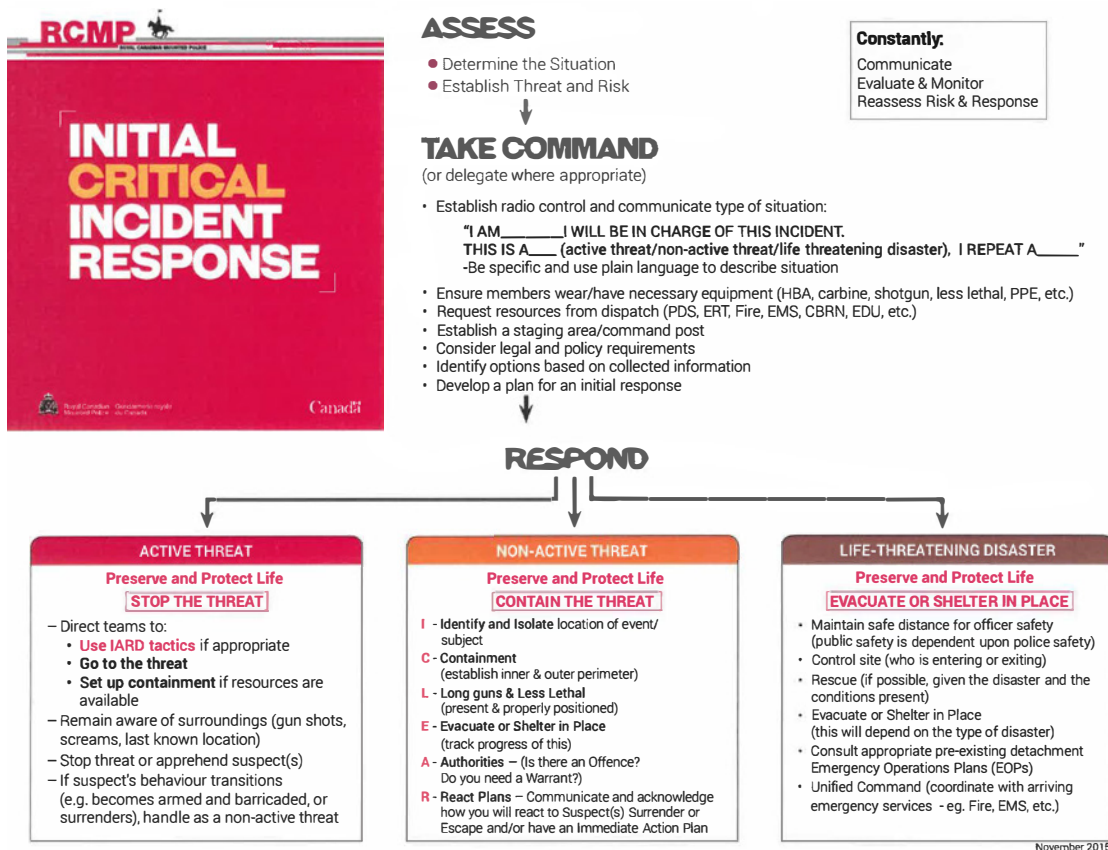 RCMP
ROYAL CANADIAN MOUNTED POLICE
INITIAL
CRITICAL
INCIDENT
RESPONSE
Royal Canadian Gendarmerie royale
Mounted Police du Canada
Canada
ASSESS
• Determine the Situation
• Establish Threat and Risk
Constantly:
Communicate
Evaluate & Monitor
Reassess Risk & Response
TAKE COMMAND
(or delegate where appropriate)
• Establish radio control and communicate type of situation:
"I AM_______I WILL BE IN CHARGE OF THIS INCIDENT.
THIS IS A____ (active threat/non-active threat/life threatening disaster), I REPEAT A______"
-Be specific and use plain language to describe situation
• Ensure members wear/have necessary equipment (HBA, carbine, shotgun, less lethal, PPE, etc.)
• Request resources from dispatch (PDS, ERT, Fire, EMS, CBRN, EDU, etc.)
• Establish a staging area/command post
• Consider legal and policy requirements
• Identify options based on collected information
• Develop a plan for an initial response
RESPOND
ACTIVE THREAT
Preserve and Protect Life
STOP THE THREAT
– Direct teams to:
• Use IARD tactics if appropriate
• Go to the threat
• Set up containment if resources are
available
– Remain aware of surroundings (gun shots,
screams, last known location)
– Stop threat or apprehend suspect(s)
– If suspect's behaviour transitions
(e.g. becomes armed and barricaded, or
surrenders), handle as a non-active threat
NON-ACTIVE THREAT
Preserve and Protect Life
CONTAIN THE THREAT
I - Identify and Isolate location of event/
subject
C - Containment
(establish inner & outer perimeter)
L - Long guns & Less Lethal
(present & properly positioned)
E - Evacuate or Shelter in Place
(track progress of this)
A - Authorities – (Is there an Offence?
Do you need a Warrant?)
R - React Plans – Communicate and acknowledge
how you will react to Suspect(s) Surrender or
Escape and/or have an Immediate Action Plan
LIFE-THREATENING DISASTER
Preserve and Protect Life
EVACUATE OR SHELTER IN PLACE
• Maintain safe distance for officer safety
(public safety is dependent upon police safety)
• Control site (who is entering or exiting)
• Rescue (if possible, given the disaster and the
conditions present)
• Evacuate or Shelter in Place
(this will depend on the type of disaster)
• Consult appropriate pre-existing detachment
Emergency Operations Plans (EOPs)
• Unified Command (coordinate with arriving
emergency services - eg. Fire, EMS, etc.)
November 2015